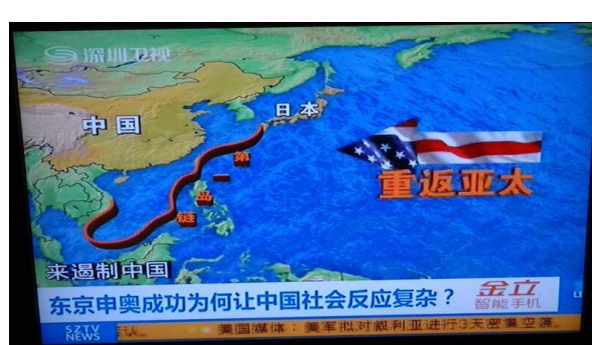 深圳卫视
日本
中国
第
一
岛
链
重返亚太
来遏制中国
东京申奥成功为何让中国社会反应复杂？
金立
智能手机
SZTV
NEWS
认。
美国媒体：美军拟对叙利亚进行3天密集空袭